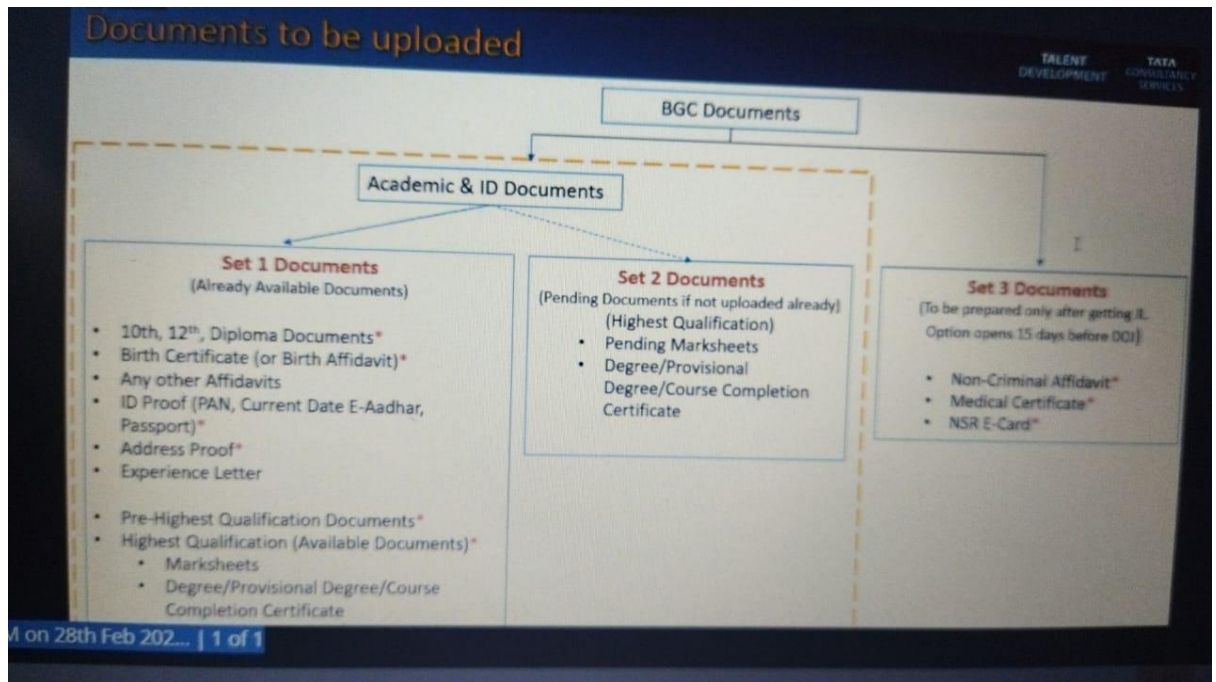 Documents to be uploaded
TALENT
DEVELOPMENT
TATA
CONSULTANCY
SERVICES
BGC Documents
Academic & ID Documents
Set 1 Documents
(Already Available Documents)
• 10th, 12th, Diploma Documents*
• Birth Certificate (or Birth Affidavit)*
• Any other Affidavits
• ID Proof (PAN, Current Date E-Aadhar,
Passport)*
• Address Proof*
• Experience Letter
• Pre-Highest Qualification Documents*
• Highest Qualification (Available Documents)*
• Marksheets
• Degree/Provisional Degree/Course
Completion Certificate
Set 2 Documents
(Pending Documents if not uploaded already)
(Highest Qualification)
• Pending Marksheets
• Degree/Provisional
Degree/Course Completion
Certificate
Set 3 Documents
(To be prepared only after getting JL.
Option opens 15 days before DOJ)
• Non-Criminal Affidavit*
• Medical Certificate*
• NSR E-Card*
M on 28th Feb 202... | 1 of 1